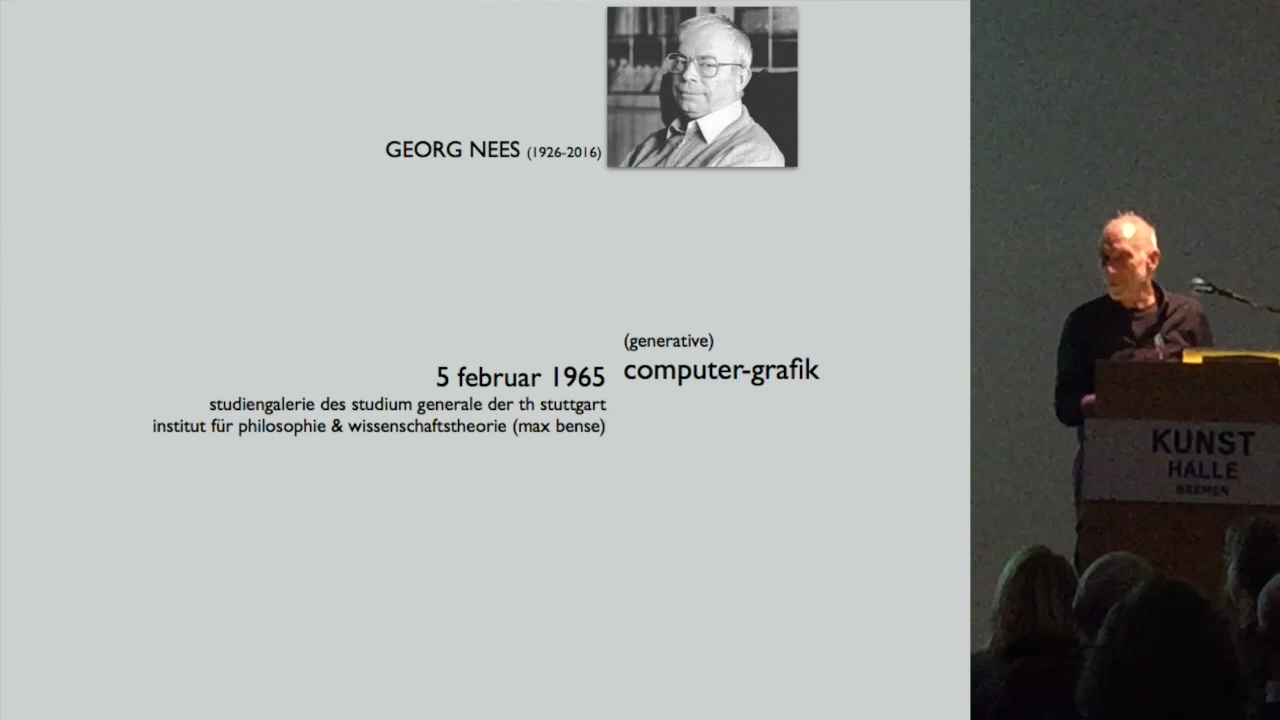 GEORG NEES (1926-2016)
(generative)
computer-grafik
5 februar 1965
studiengalerie des studium generale der th stuttgart
institut für philosophie & wissenschaftstheorie (max bense)
KUNST
HALLE
BREMEN